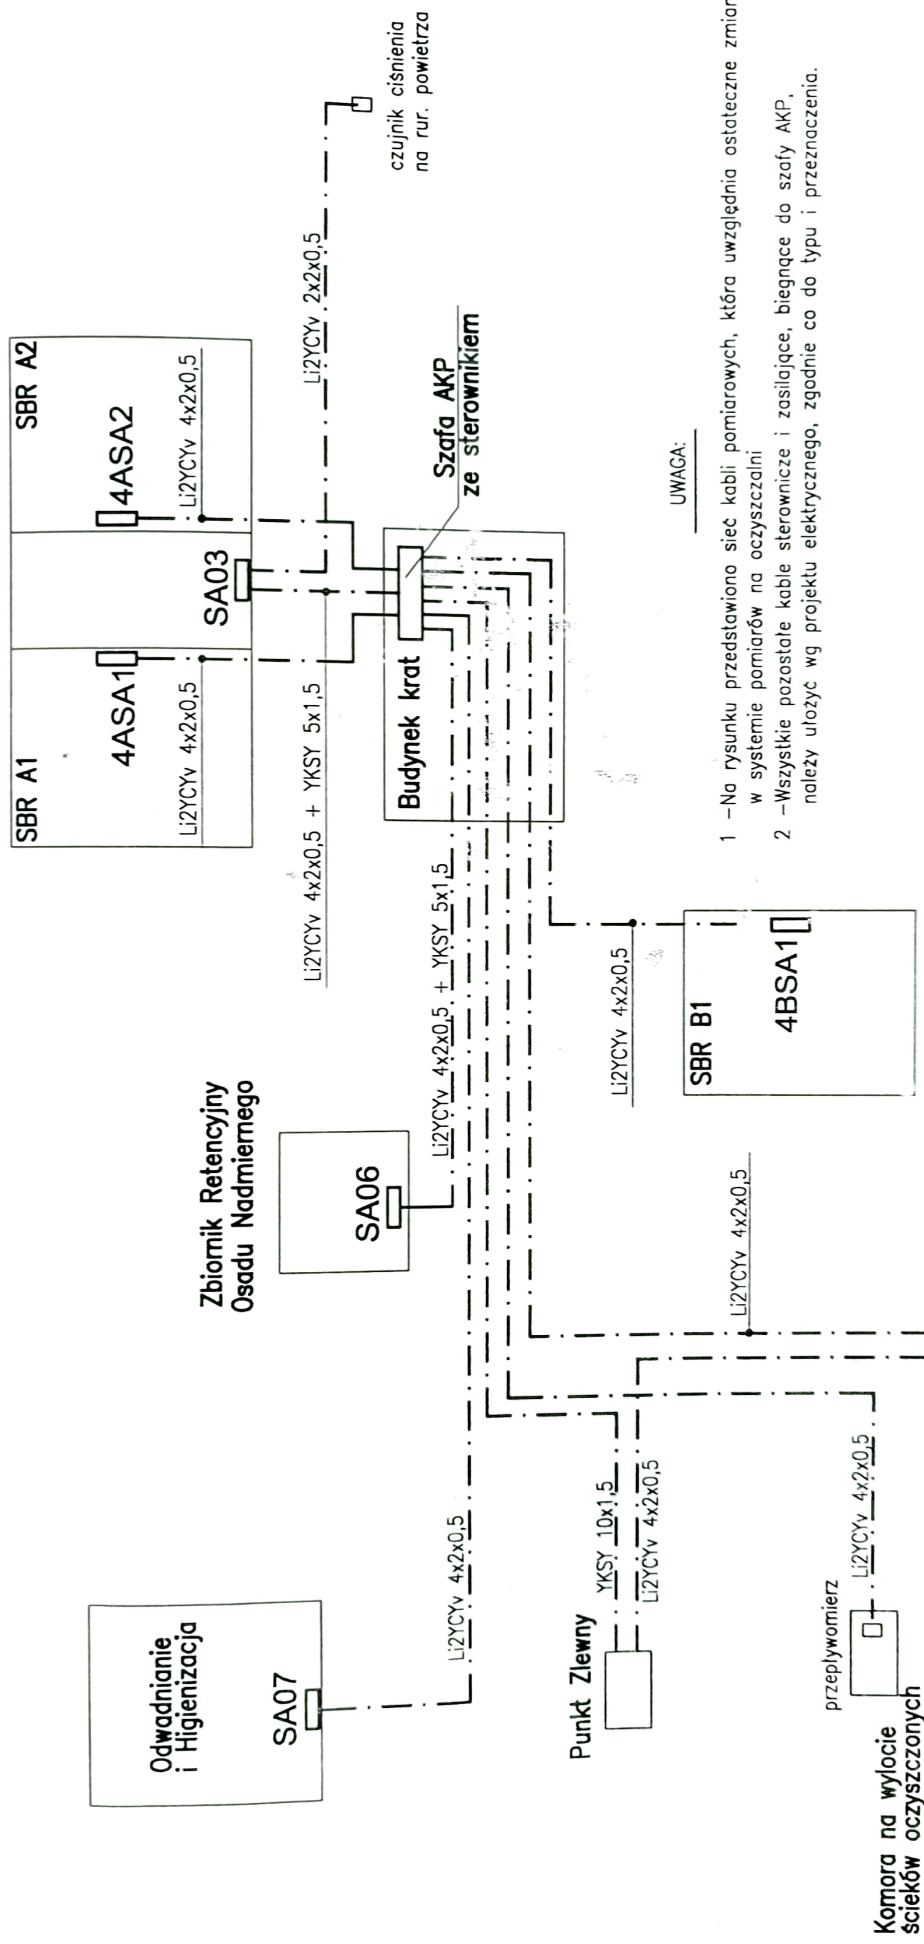 Odwadnianie
i Higienizacja
SA07
Li2YCYv 4x2x0,5
Zbiornik Retencyjny
Osadu Nadmiernego
SA06
Li2YCYv 4x2x0,5 + YKSY 5x1,5
SBR A1
4ASA1
Li2YCYv 4x2x0,5
SA03
Li2YCYv 4x2x0,5 + YKSY 5x1,5
SBR A2
4ASA2
Li2YCYv 4x2x0,5
Li2YCYv 2x2x0,5
czujnik ciśnienia
na rur. powietrza
Budynek krat
Szafa AKP
ze sterownikiem
Punkt Zlewny
YKSY 10x1,5
Li2YCYv 4x2x0,5
Li2YCYv 4x2x0,5
Li2YCYv 4x2x0,5
SBR B1
4BSA1
przepływomierz
Li2YCYv 4x2x0,5
Komora na wylocie
ścieków oczyszczonych
UWAGA:
1 -Na rysunku przedstawiono sieć kabli pomiarowych, która uwzględnia ostateczne
w systemie pomiarów na oczyszczalni
2 -Wszystkie pozostałe kable sterownicze i zasilające, biegnące do szafy AKP,
należy ułożyć wg projektu elektrycznego, zgodnie co do typu i przeznaczenia.